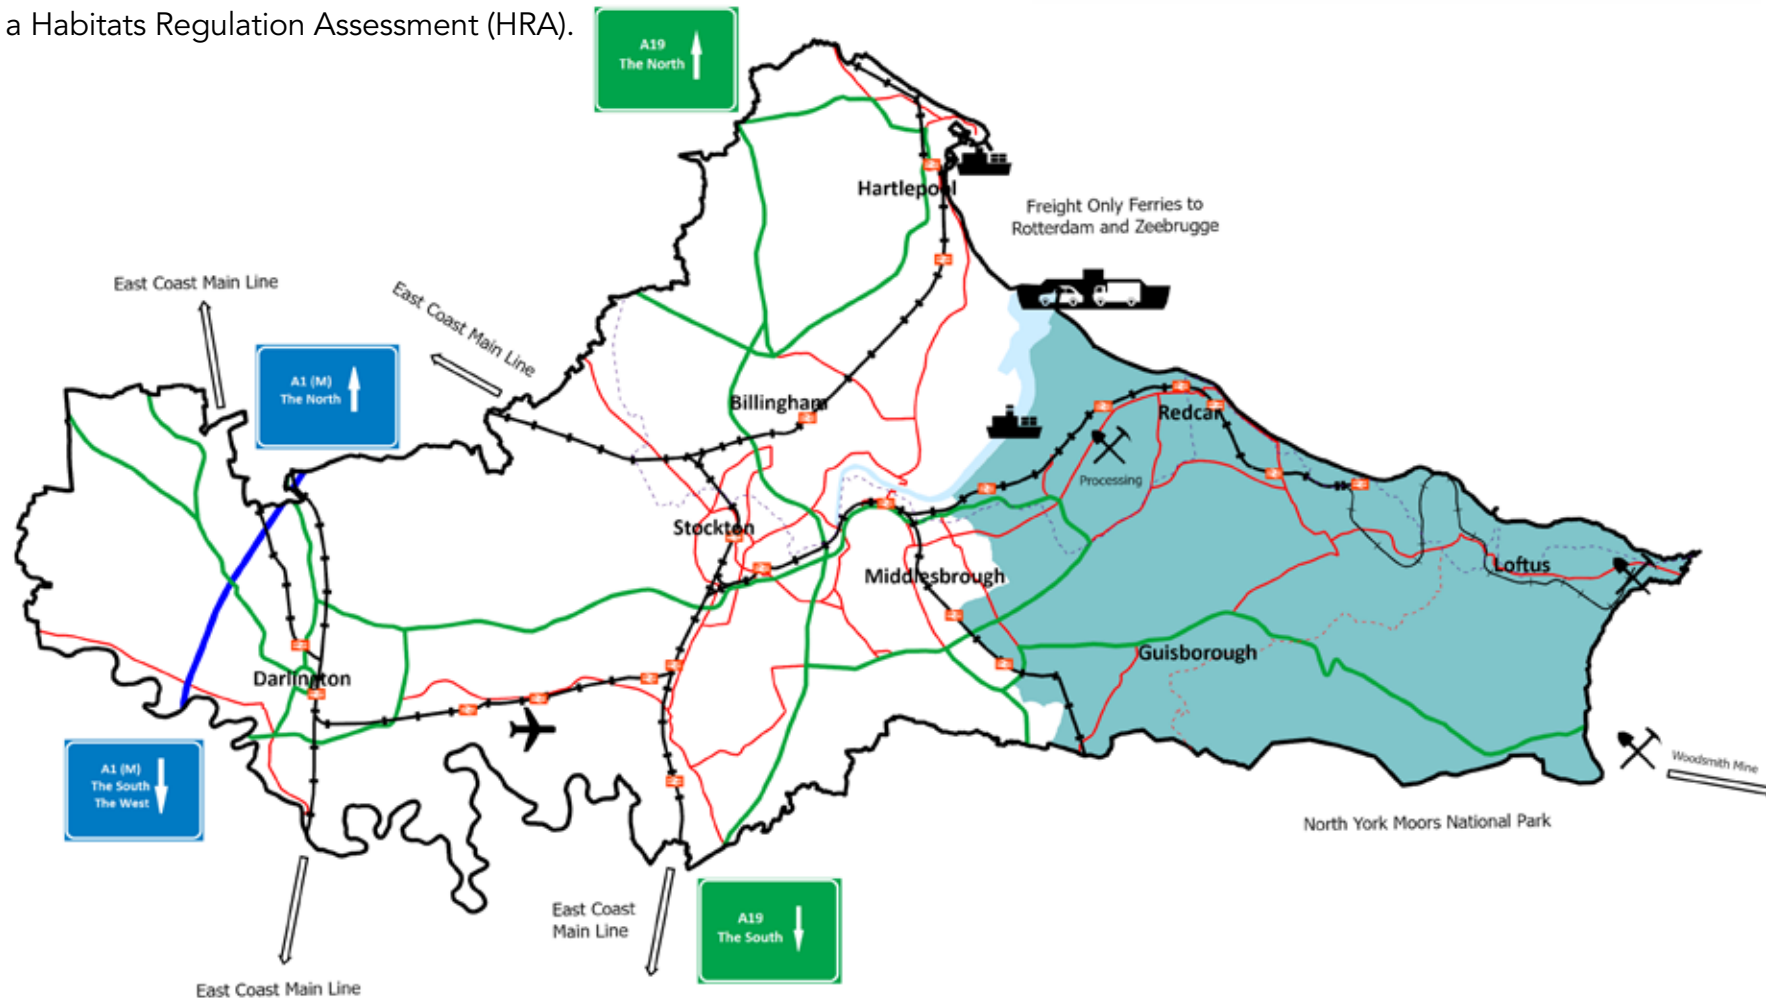 a Habitats Regulation Assessment (HRA).
A19
The North
Hartlepool
Freight Only Ferries to
Rotterdam and Zeebrugge
East Coast Main Line
East Coast Main Line
A1 (M)
The North
Billingham
Redcar
Processing
Stockton
Middlesbrough
Loftus
Guisborough
Darlington
A1 (M)
The South
The West
Woodsmith Mine
North York Moors National Park
East Coast
Main Line
A19
The South
East Coast Main Line